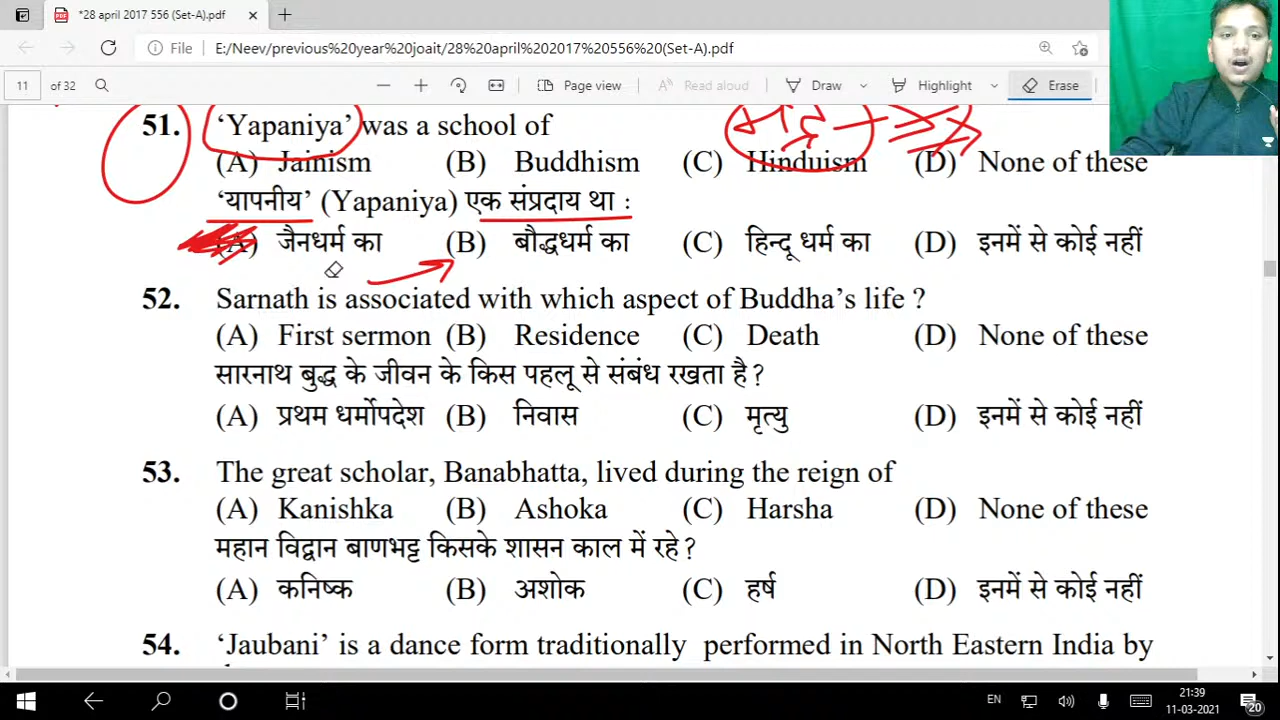 *28 april 2017 556 (Set-A).pdf
File E:/Neev/previous%20year%20joait/28%20april%202017%20556%20(Set-A).pdf
11 of 32 Page view Read aloud Draw Highlight Erase
51. ‘Yapaniya’ was a school of
(A) Jainism (B) Buddhism (C) Hinduism (D) None of these
‘यापनीय’ (Yapaniya) एक संप्रदाय था :
(A) जैनधर्म का (B) बौद्धधर्म का (C) हिन्दू धर्म का (D) इनमें से कोई नहीं
52. Sarnath is associated with which aspect of Buddha’s life ?
(A) First sermon (B) Residence (C) Death (D) None of these
सारनाथ बुद्ध के जीवन के किस पहलू से संबंध रखता है ?
(A) प्रथम धर्मोपदेश (B) निवास (C) मृत्यु (D) इनमें से कोई नहीं
53. The great scholar, Banabhatta, lived during the reign of
(A) Kanishka (B) Ashoka (C) Harsha (D) None of these
महान विद्वान बाणभट्ट किसके शासन काल में रहे ?
(A) कनिष्क (B) अशोक (C) हर्ष (D) इनमें से कोई नहीं
54. ‘Jaubani’ is a dance form traditionally performed in North Eastern India by
EN 21:39
11-03-2021 20